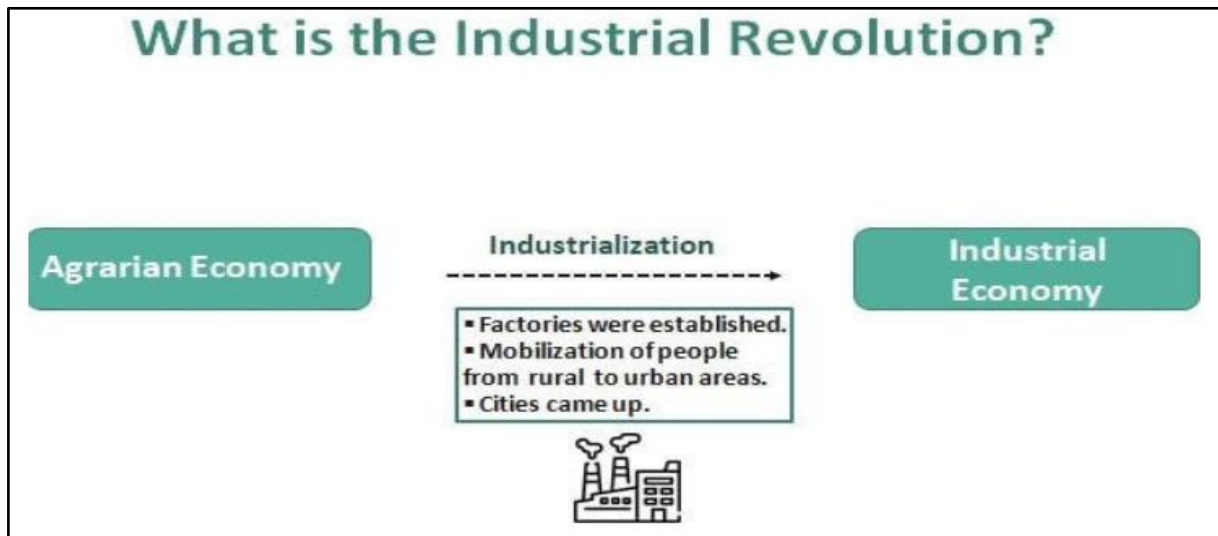 What is the Industrial Revolution?
Agrarian Economy
Industrialization
Industrial
Economy
▪ Factories were established.
▪ Mobilization of people
from rural to urban areas.
▪ Cities came up.